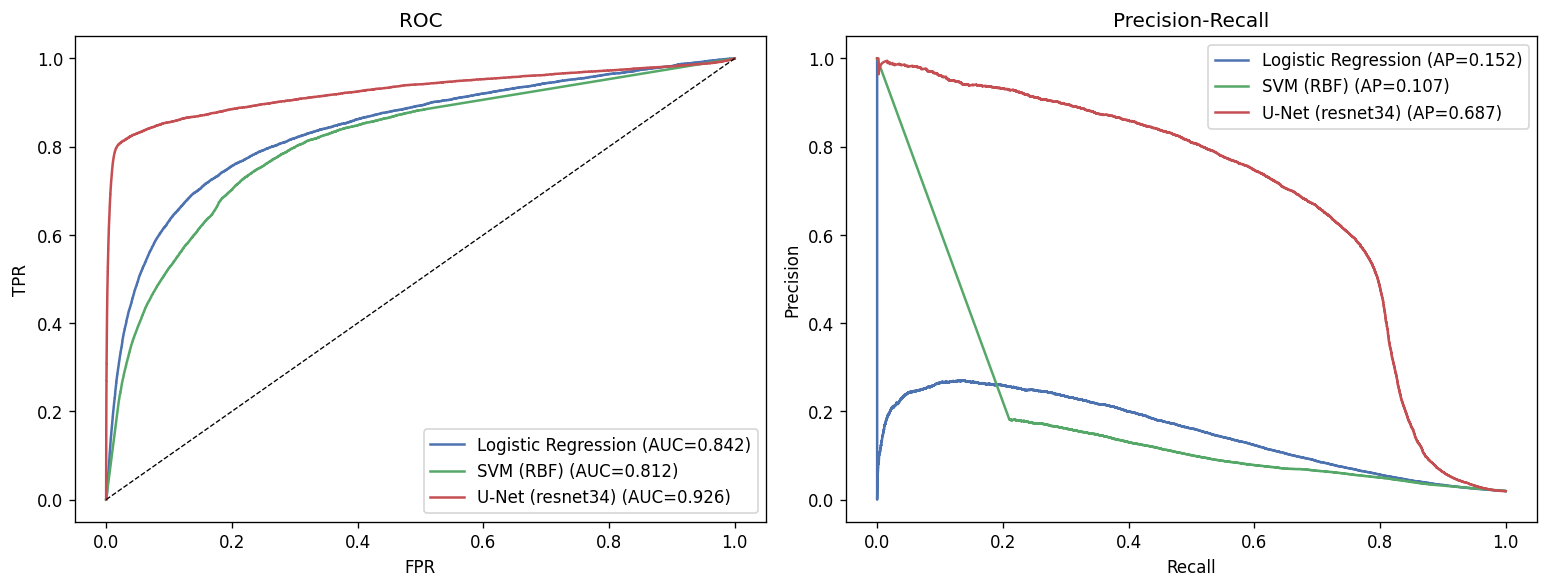 ROC
1.0
0.8
0.6
0.4
0.2
0.0
TPR
0.0 0.2 0.4 0.6 0.8 1.0
FPR
Logistic Regression (AUC=0.842)
SVM (RBF) (AUC=0.812)
U-Net (resnet34) (AUC=0.926)
Precision-Recall
1.0
0.8
0.6
0.4
0.2
0.0
Precision
0.0 0.2 0.4 0.6 0.8 1.0
Recall
Logistic Regression (AP=0.152)
SVM (RBF) (AP=0.107)
U-Net (resnet34) (AP=0.687)